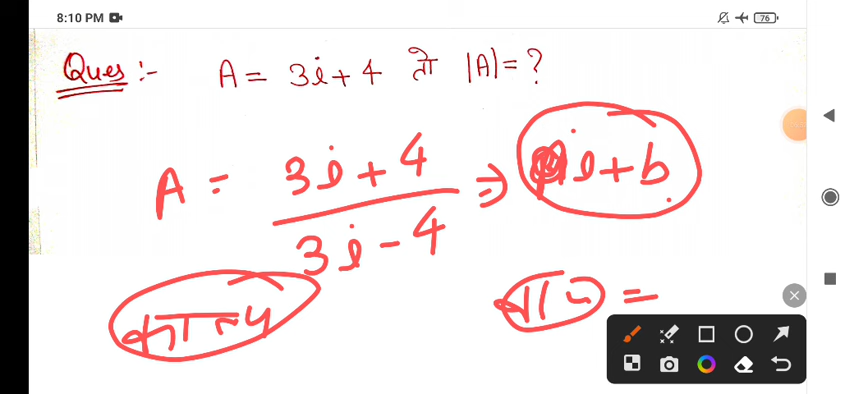 8:10 PM 76
Ques :- A = 3i + 4 तो |A| = ?
A = 3i + 4 / 3i - 4 ⇒ i + b
मान =